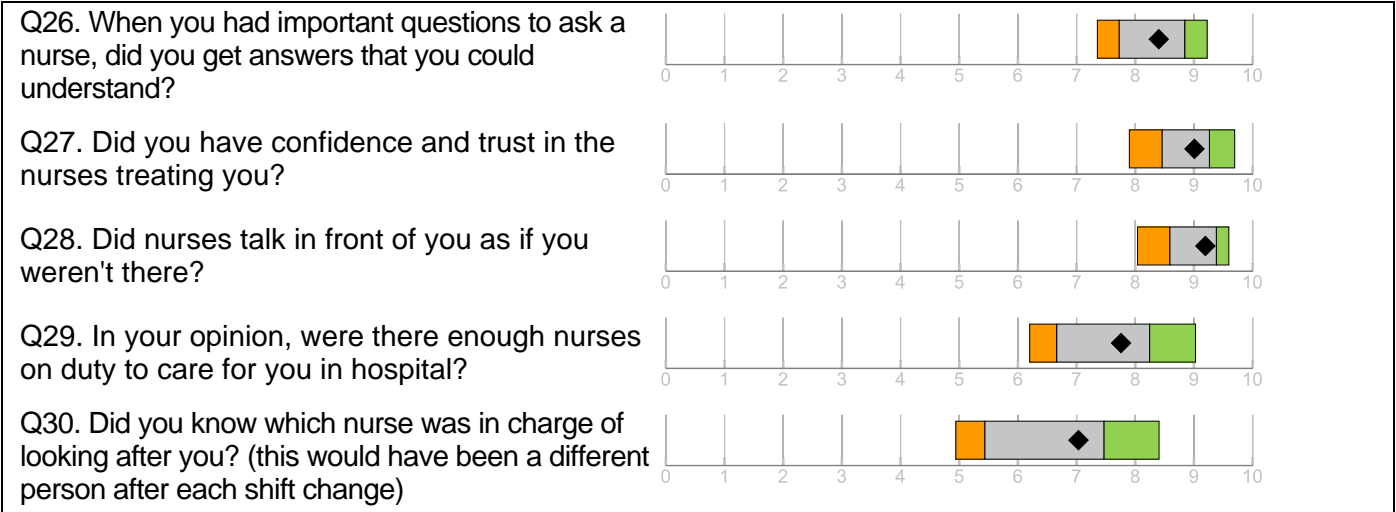 Q26. When you had important questions to ask a
nurse, did you get answers that you could
understand?
0 1 2 3 4 5 6 7 8 9 10
Q27. Did you have confidence and trust in the
nurses treating you?
0 1 2 3 4 5 6 7 8 9 10
Q28. Did nurses talk in front of you as if you
weren't there?
0 1 2 3 4 5 6 7 8 9 10
Q29. In your opinion, were there enough nurses
on duty to care for you in hospital?
0 1 2 3 4 5 6 7 8 9 10
Q30. Did you know which nurse was in charge of
looking after you? (this would have been a different
person after each shift change)
0 1 2 3 4 5 6 7 8 9 10